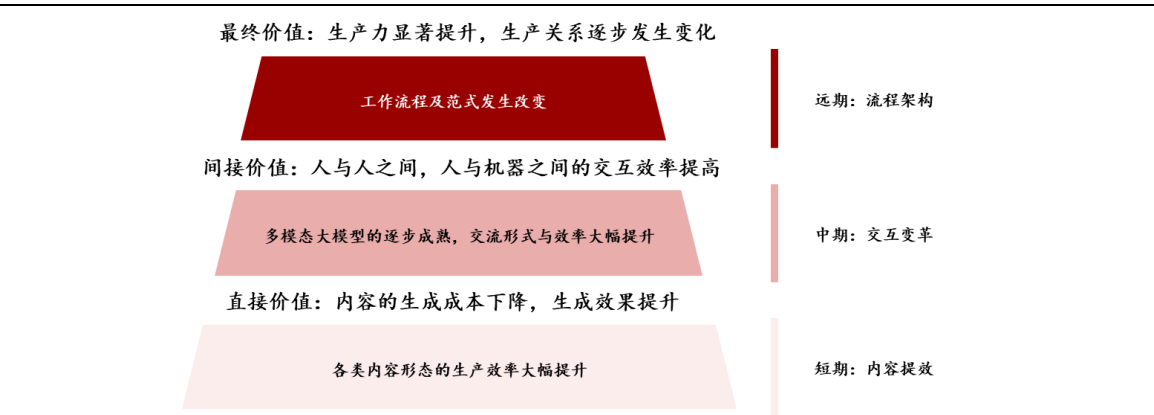 最终价值：生产力显著提升，生产关系逐步发生变化
工作流程及范式发生改变
远期：流程架构
间接价值：人与人之间，人与机器之间的交互效率提高
多模态大模型的逐步成熟，交流形式与效率大幅提升
中期：交互变革
直接价值：内容的生成成本下降，生成效果提升
各类内容形态的生产效率大幅提升
短期：内容提效